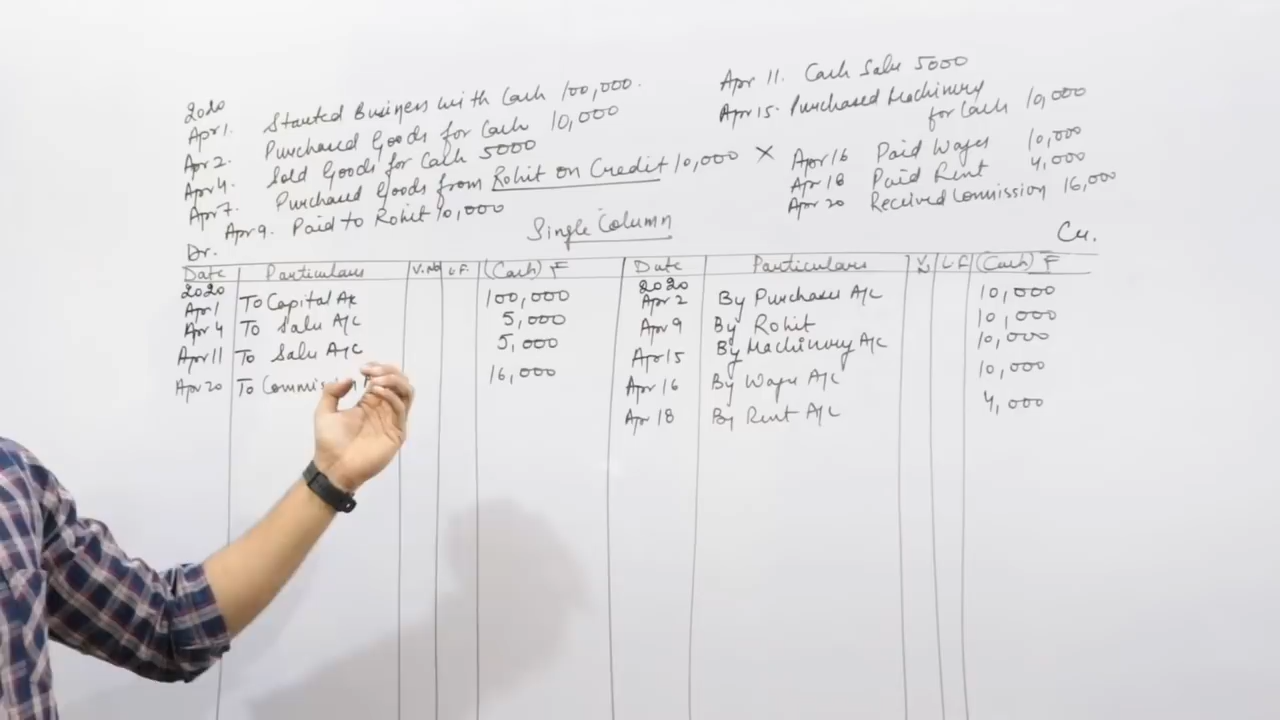 2020
Apr 1. Started Business with Cash 100,000.
Apr 2. Purchased Goods for Cash 10,000
Apr 4. Sold Goods for Cash 5000
Apr 7. Purchased Goods from Rohit on Credit 10,000 ×
Apr 9. Paid to Rohit 10,000
Apr 11. Cash Sales 5000
Apr 15. Purchased Machinery
for Cash 10,000
Apr 16 Paid Wages 10,000
Apr 18 Paid Rent 4,000
Apr 20 Received Commission 16,000
Single Column
Dr. Cr.
Date Particulars V.No L.F. (Cash) ₹ Date Particulars L.F (Cash) ₹
2020 2020
Apr 1 To Capital A/c 100,000 Apr 2 By Purchases A/c 10,000
Apr 4 To Sales A/c 5,000 Apr 9 By Rohit 10,000
Apr 11 To Sales A/c 5,000 Apr 15 By Machinery A/c 10,000
Apr 20 To 16,000 Apr 16 By Wages A/c 10,000
Apr 18 By Rent A/c 4,000